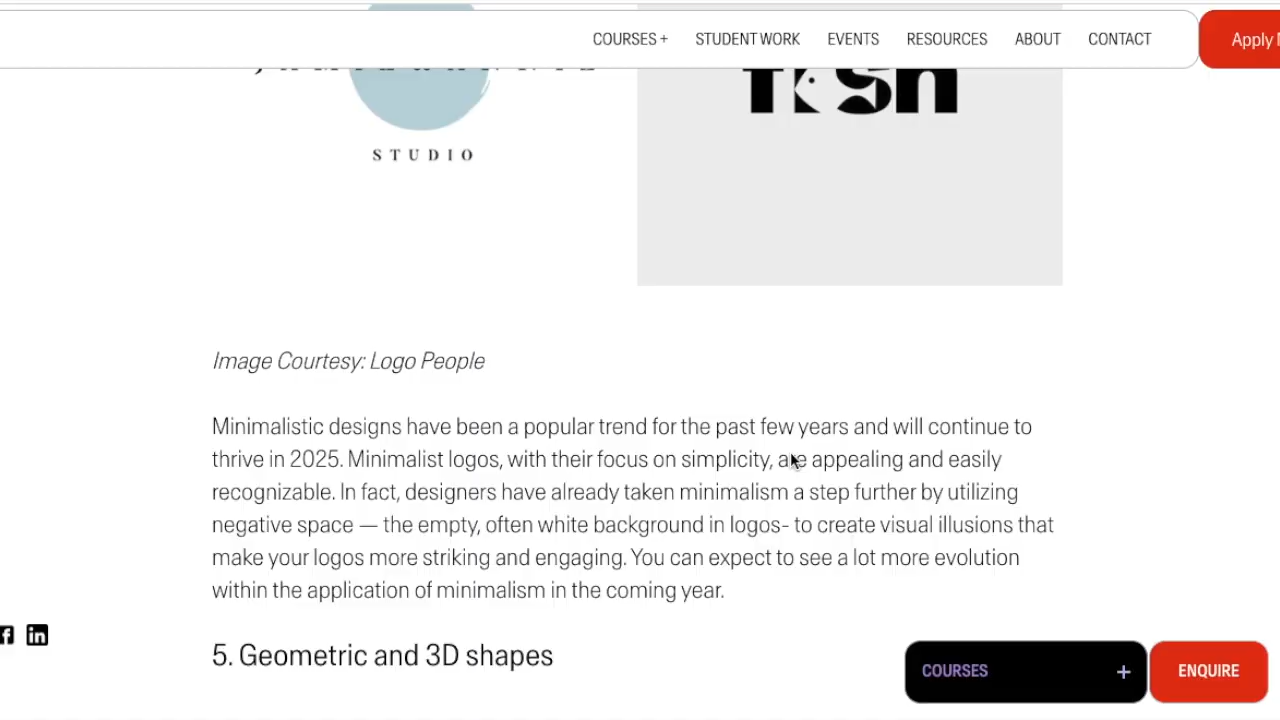 COURSES + STUDENT WORK EVENTS RESOURCES ABOUT CONTACT Apply
STUDIO
fish
Image Courtesy: Logo People
Minimalistic designs have been a popular trend for the past few years and will continue to
thrive in 2025. Minimalist logos, with their focus on simplicity, are appealing and easily
recognizable. In fact, designers have already taken minimalism a step further by utilizing
negative space — the empty, often white background in logos- to create visual illusions that
make your logos more striking and engaging. You can expect to see a lot more evolution
within the application of minimalism in the coming year.
5. Geometric and 3D shapes
COURSES +
ENQUIRE